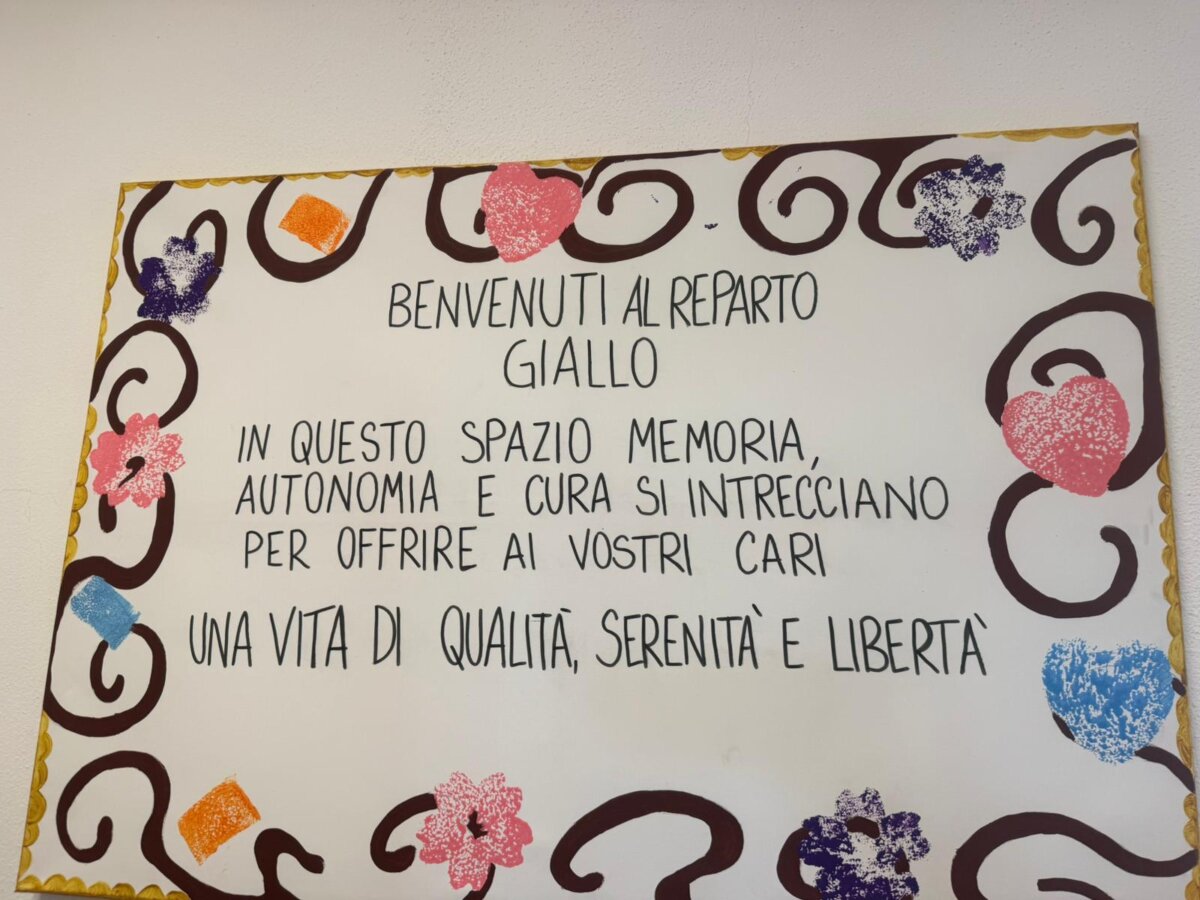 BENVENUTI AL REPARTO
GIALLO
IN QUESTO SPAZIO MEMORIA,
AUTONOMIA E CURA SI INTRECCIANO
PER OFFRIRE AI VOSTRI CARI
UNA VITA DI QUALITÀ, SERENITÀ E LIBERTÀ